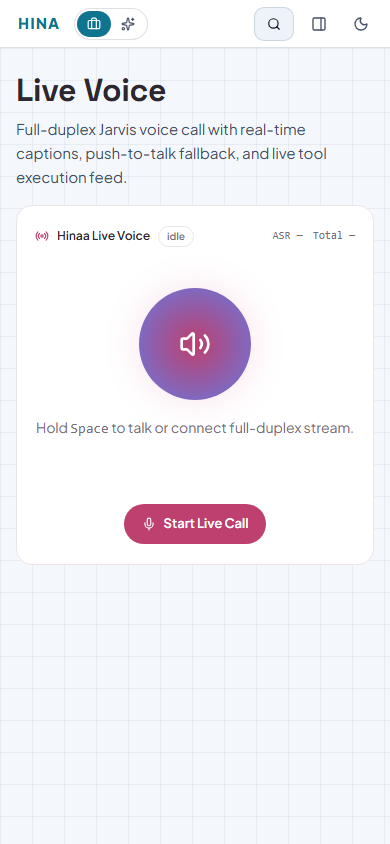 HINA
Live Voice
Full-duplex Jarvis voice call with real-time
captions, push-to-talk fallback, and live tool
execution feed.
Hinaa Live Voice idle ASR — Total —
Hold Space to talk or connect full-duplex stream.
Start Live Call